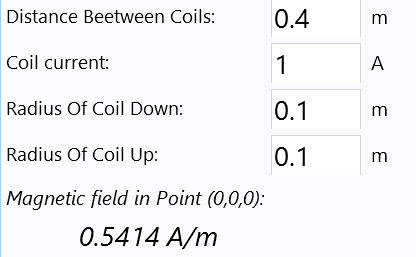 Distance Beetween Coils: 0.4 m
Coil current: 1 A
Radius Of Coil Down: 0.1 m
Radius Of Coil Up: 0.1 m
Magnetic field in Point (0,0,0):
0.5414 A/m